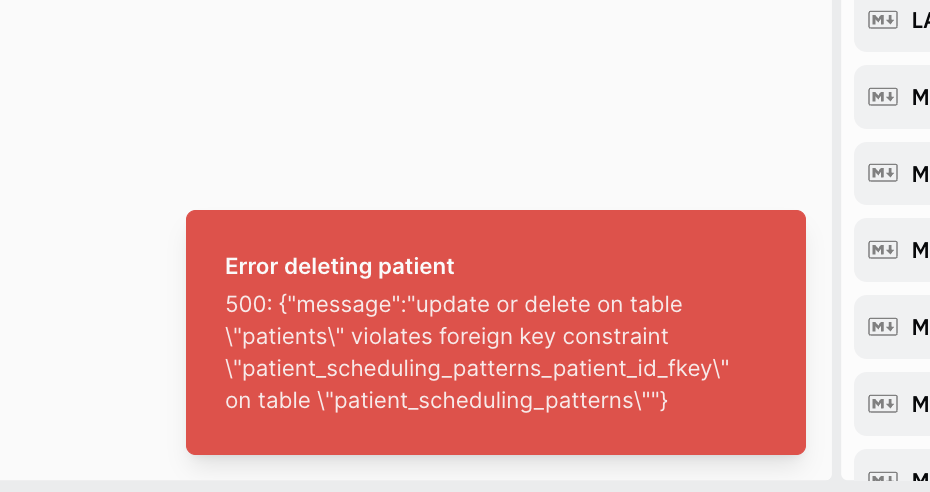 LA
M
M
M
M
M
Error deleting patient
500: {"message":"update or delete on table
\"patients\" violates foreign key constraint
\"patient_scheduling_patterns_patient_id_fkey\"
on table \"patient_scheduling_patterns\""}